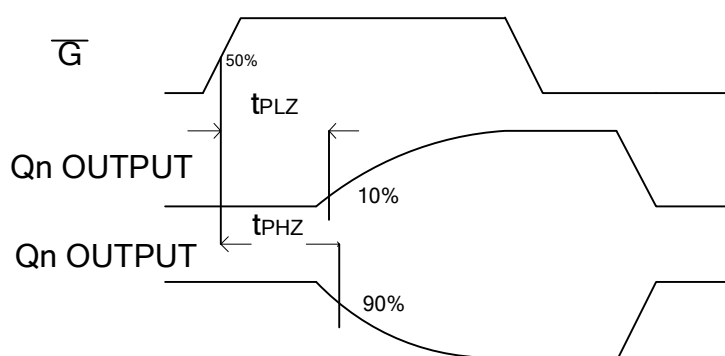 G̅
50%
tPLZ
Qn OUTPUT
10%
tPHZ
Qn OUTPUT
90%